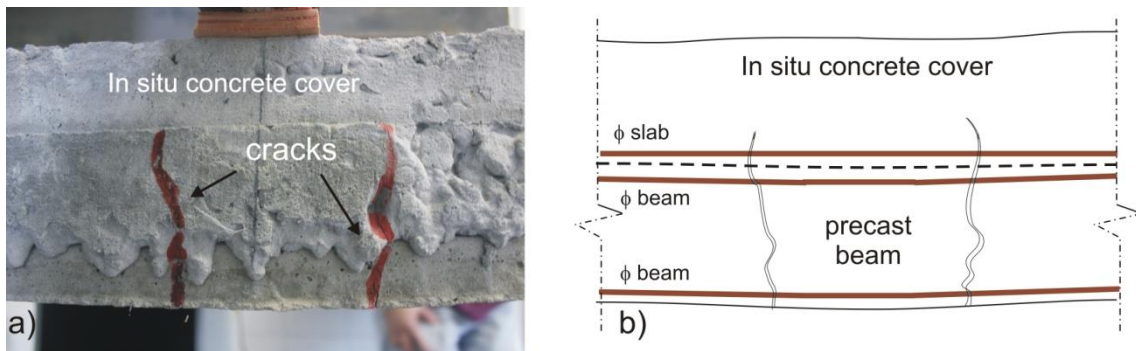 In situ concrete cover
cracks
a)
In situ concrete cover
ϕ slab
ϕ beam
precast
beam
ϕ beam
b)